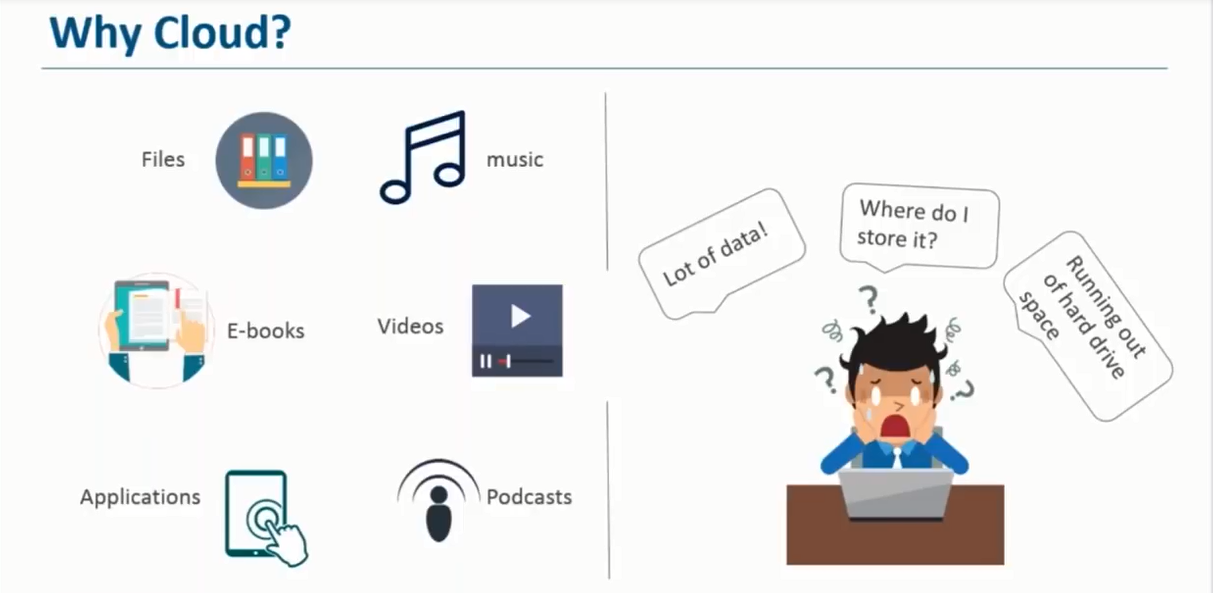 Why Cloud?
Files
music
E-books
Videos
Applications
Podcasts
Lot of data!
Where do I
store it?
Running out
of hard drive
space